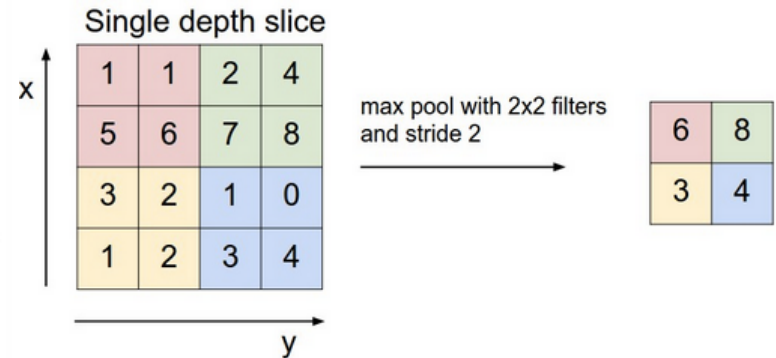 Single depth slice
x
1 1 2 4
5 6 7 8
3 2 1 0
1 2 3 4
y
max pool with 2x2 filters
and stride 2
6 8
3 4